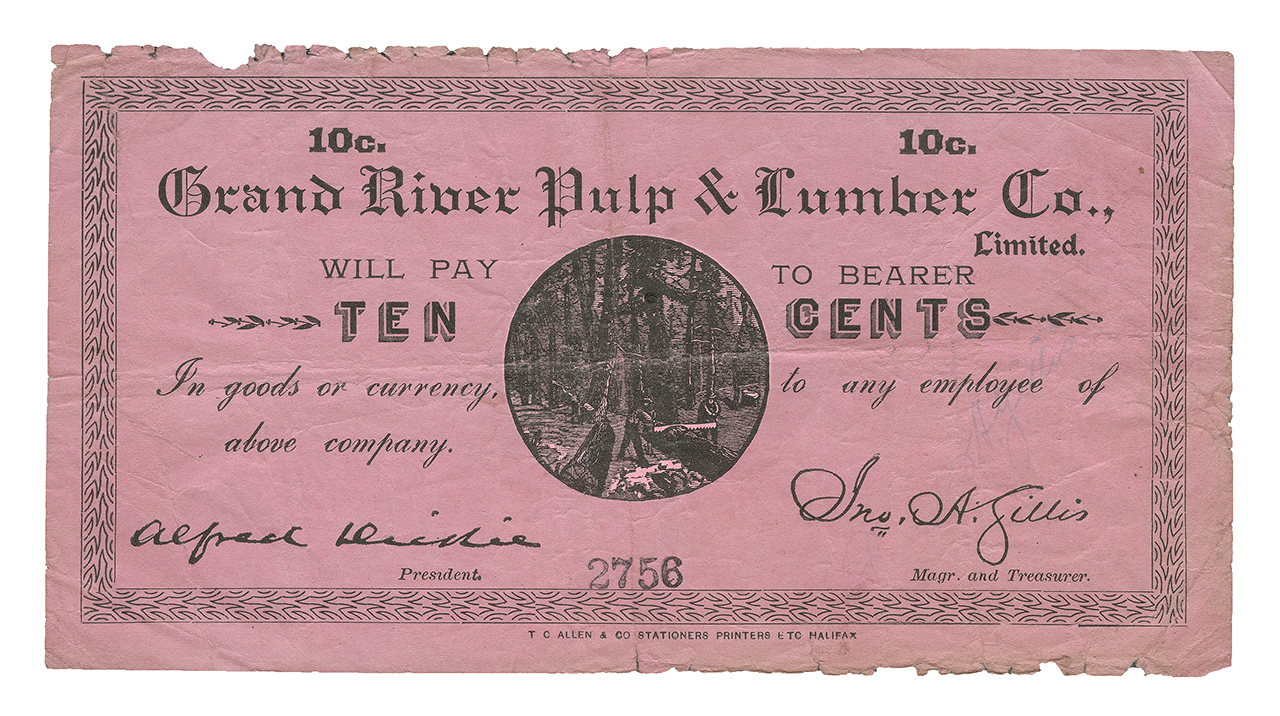 10c. 10c.
Grand River Pulp & Lumber Co.,
Limited.
WILL PAY TO BEARER
TEN CENTS
In goods or currency, to any employee of
above company.
Alfred Dickie Jno. A. Gillis
President. 2756 Magr. and Treasurer.
T C ALLEN & CO STATIONERS PRINTERS ETC HALIFAX